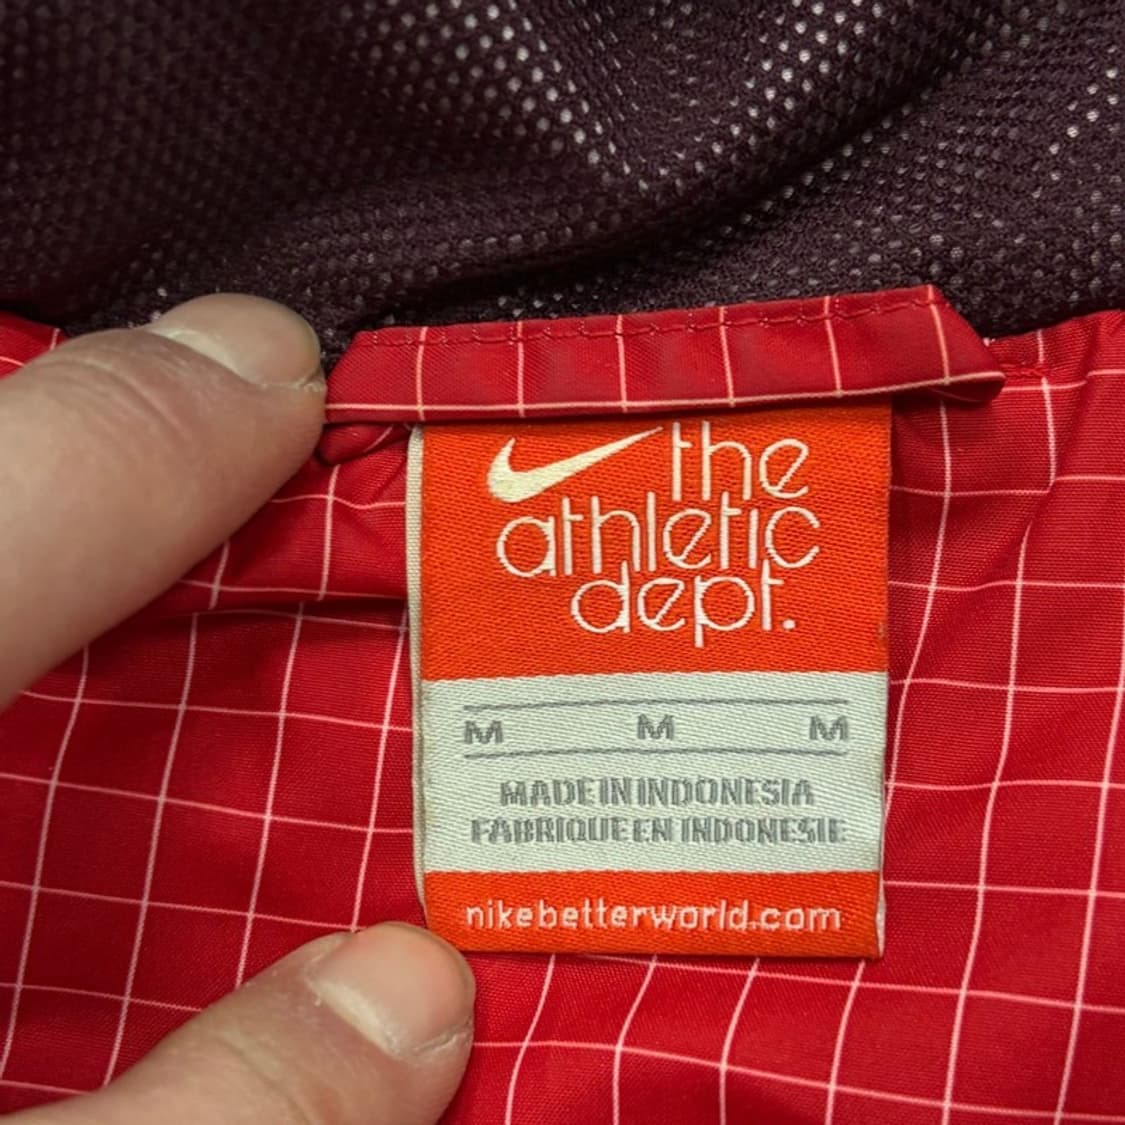 the
athletic
dept.
M M M
MADE IN INDONESIA
FABRIQUE EN INDONESIE
nikebetterworld.com